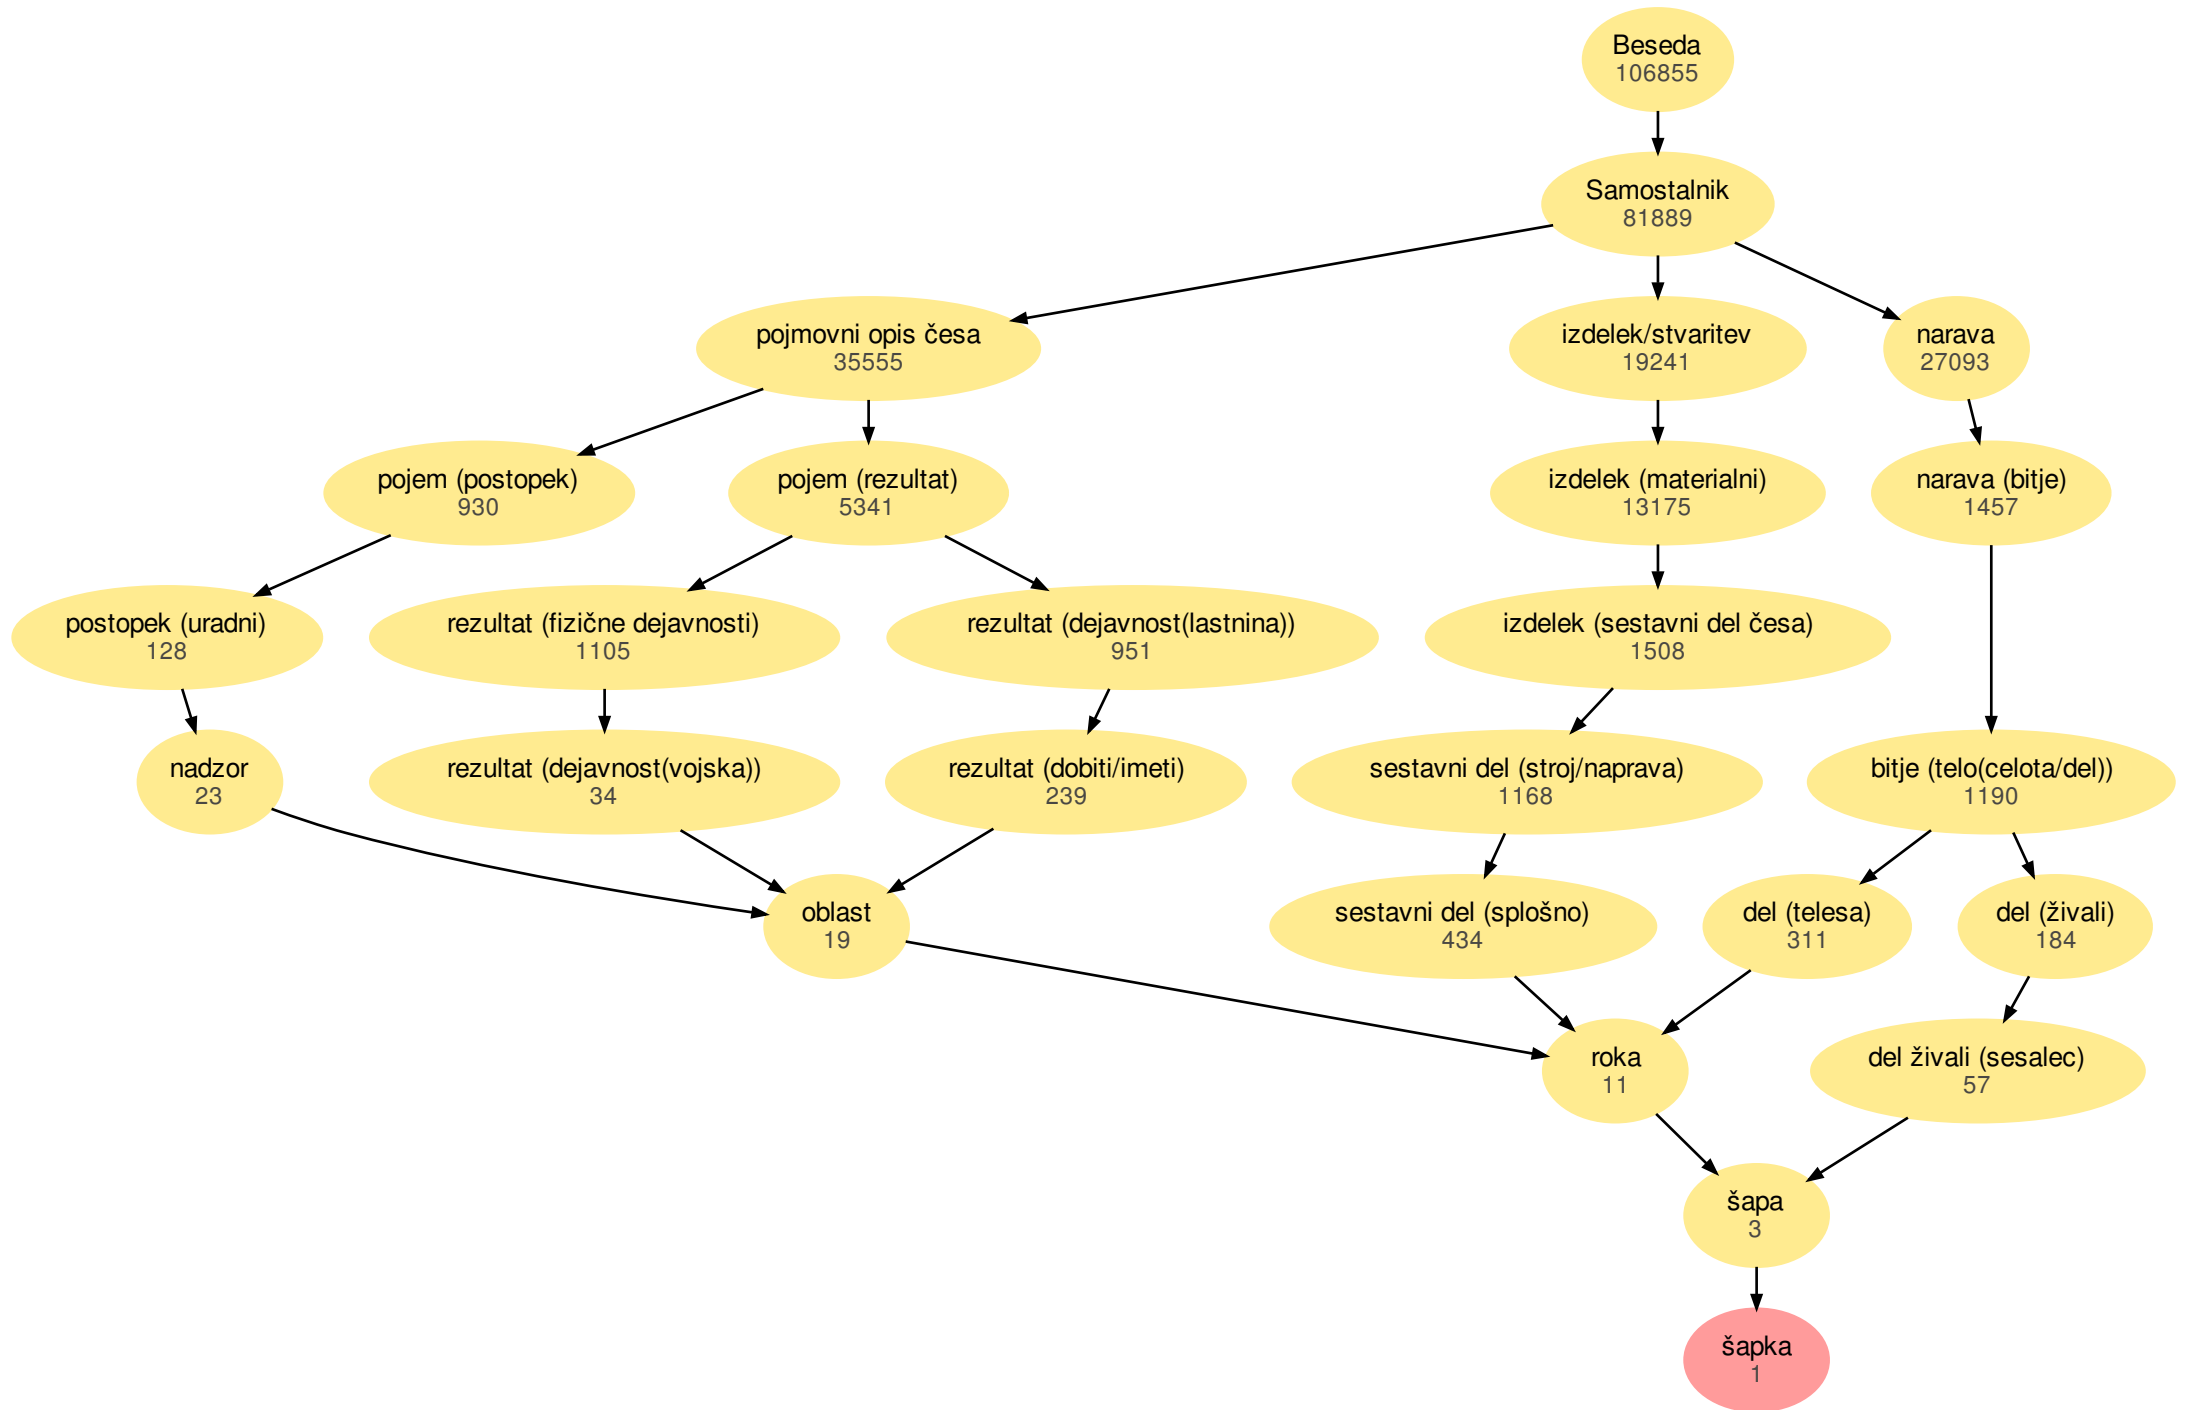 Beseda
106855
Samostalnik
81889
pojmovni opis česa
35555
izdelek/stvaritev
19241
narava
27093
pojem (postopek)
930
pojem (rezultat)
5341
izdelek (materialni)
13175
narava (bitje)
1457
postopek (uradni)
128
rezultat (fizične dejavnosti)
1105
rezultat (dejavnost(lastnina))
951
izdelek (sestavni del česa)
1508
nadzor
23
rezultat (dejavnost(vojska))
34
rezultat (dobiti/imeti)
239
sestavni del (stroj/naprava)
1168
bitje (telo(celota/del))
1190
oblast
19
sestavni del (splošno)
434
del (telesa)
311
del (živali)
184
roka
11
del živali (sesalec)
57
šapa
3
šapka
1